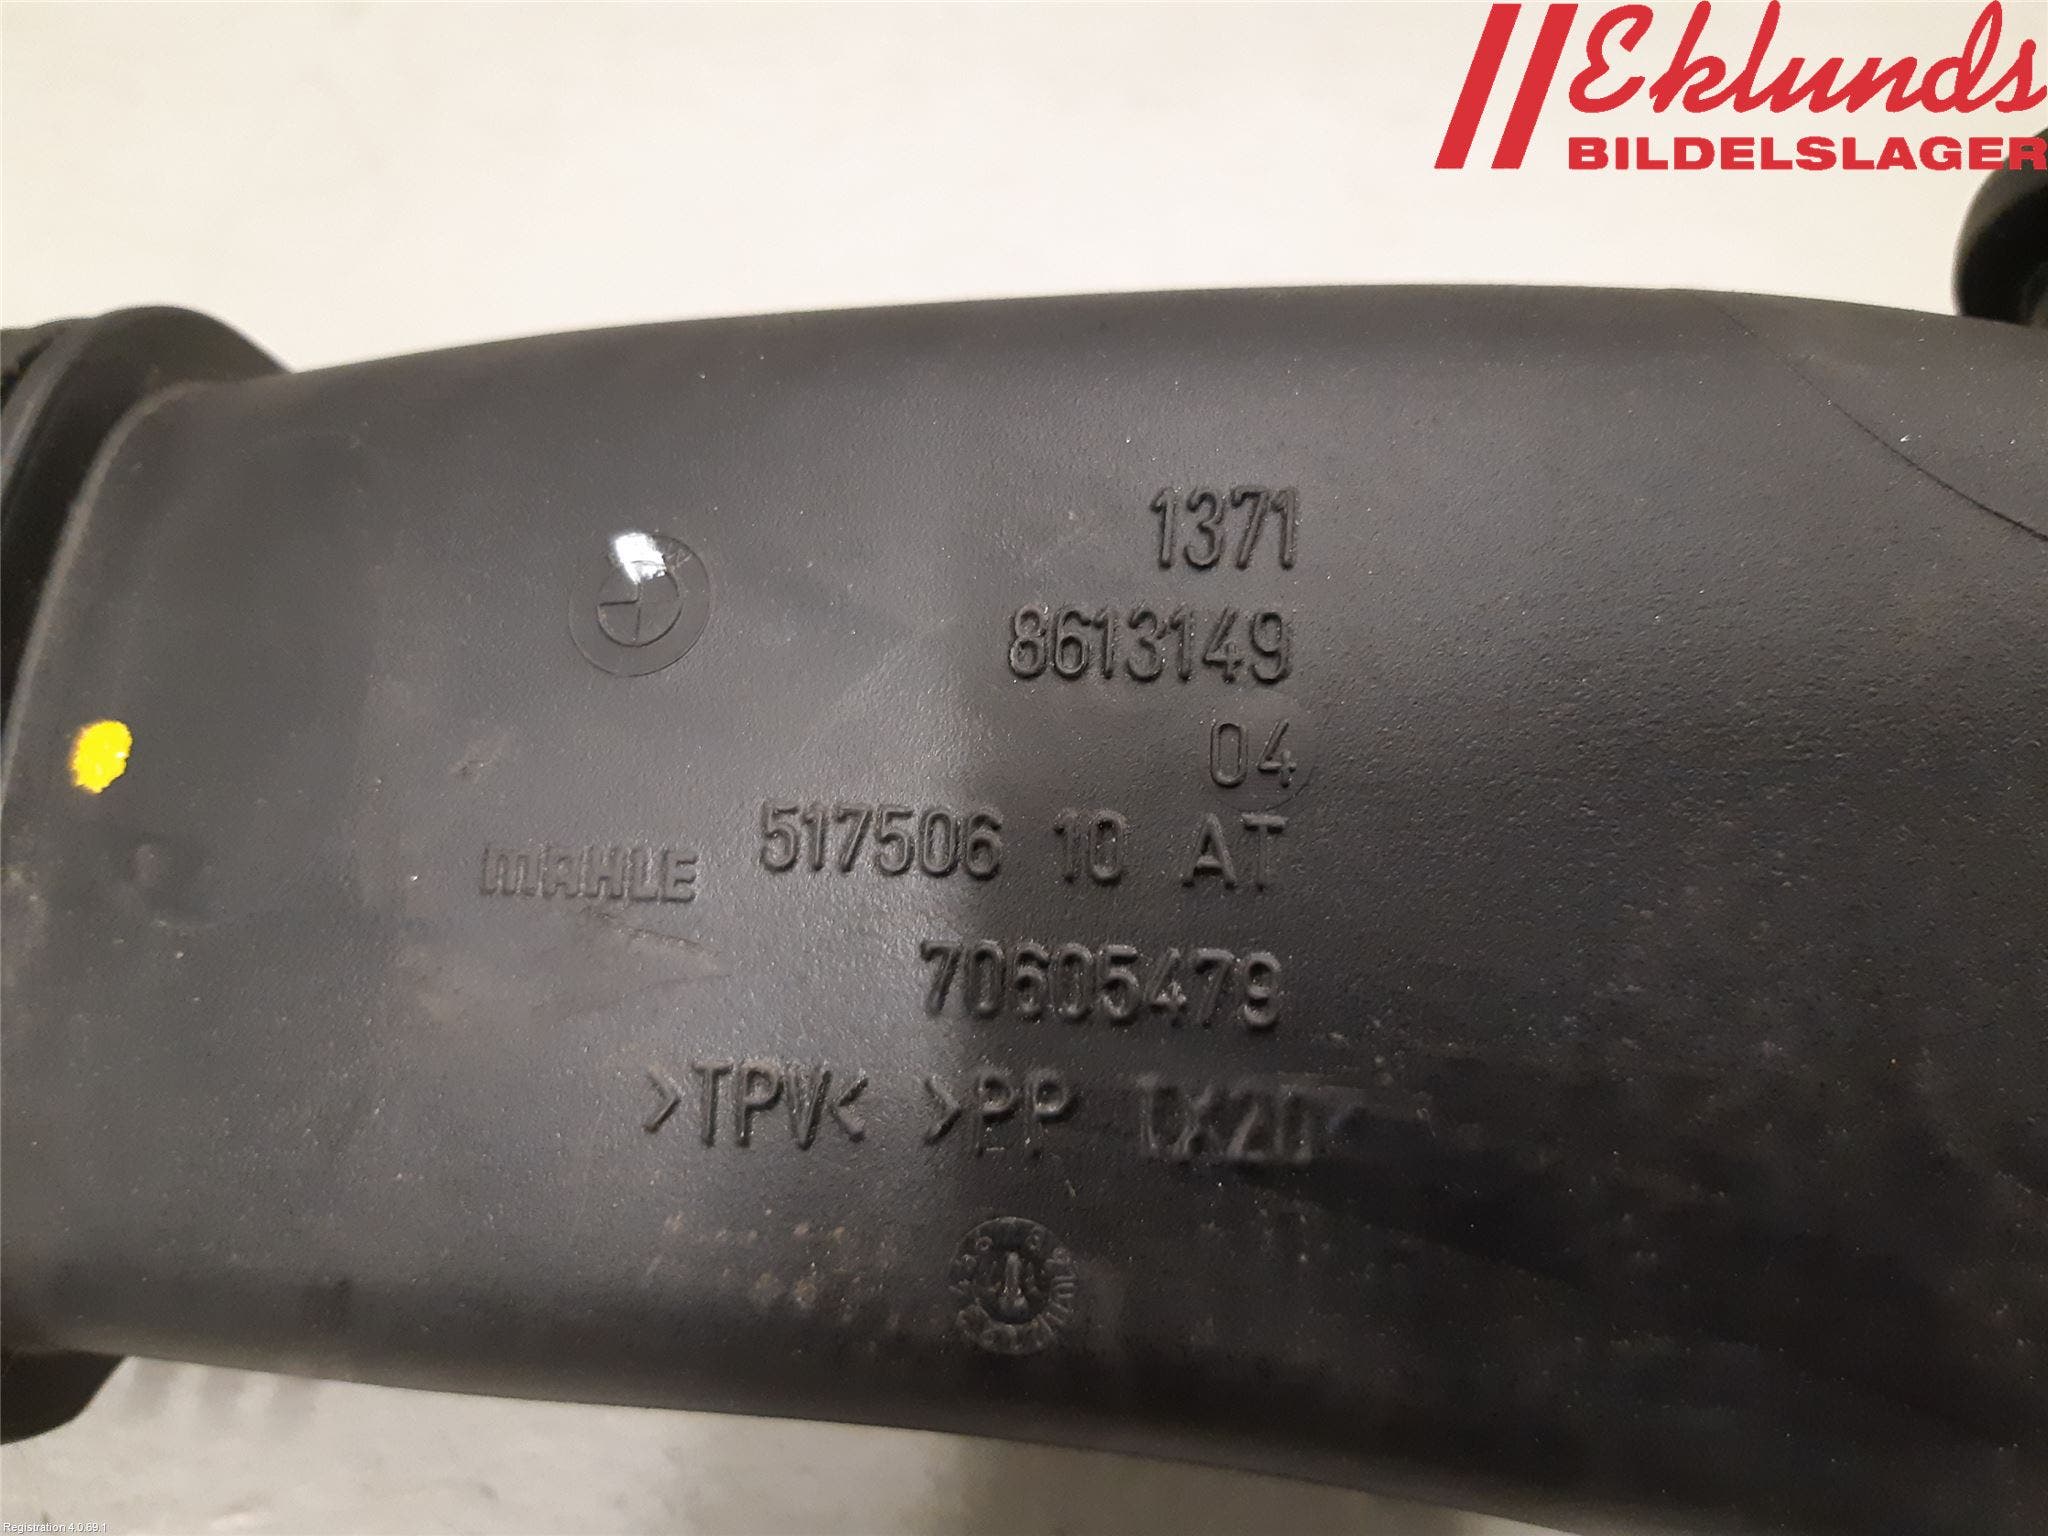 Eklunds
BILDELSLAGER
1371
8613149
04
517506 10 AT
MAHLE
70605479
>TPV< >PP
Registration 4.0.69.1